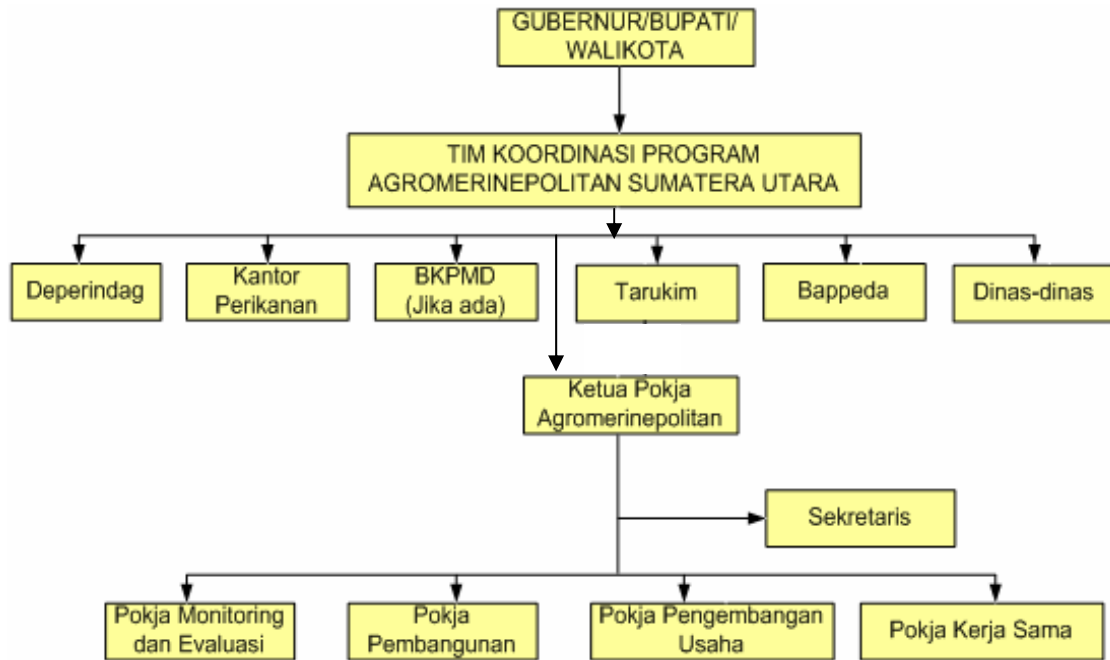 GUBERNUR/BUPATI/
WALIKOTA
TIM KOORDINASI PROGRAM
AGROMERINEPOLITAN SUMATERA UTARA
Deperindag
Kantor
Perikanan
BKPMD
(Jika ada)
Tarukim
Bappeda
Dinas-dinas
Ketua Pokja
Agromerinepolitan
Sekretaris
Pokja Monitoring
dan Evaluasi
Pokja
Pembangunan
Pokja Pengembangan
Usaha
Pokja Kerja Sama